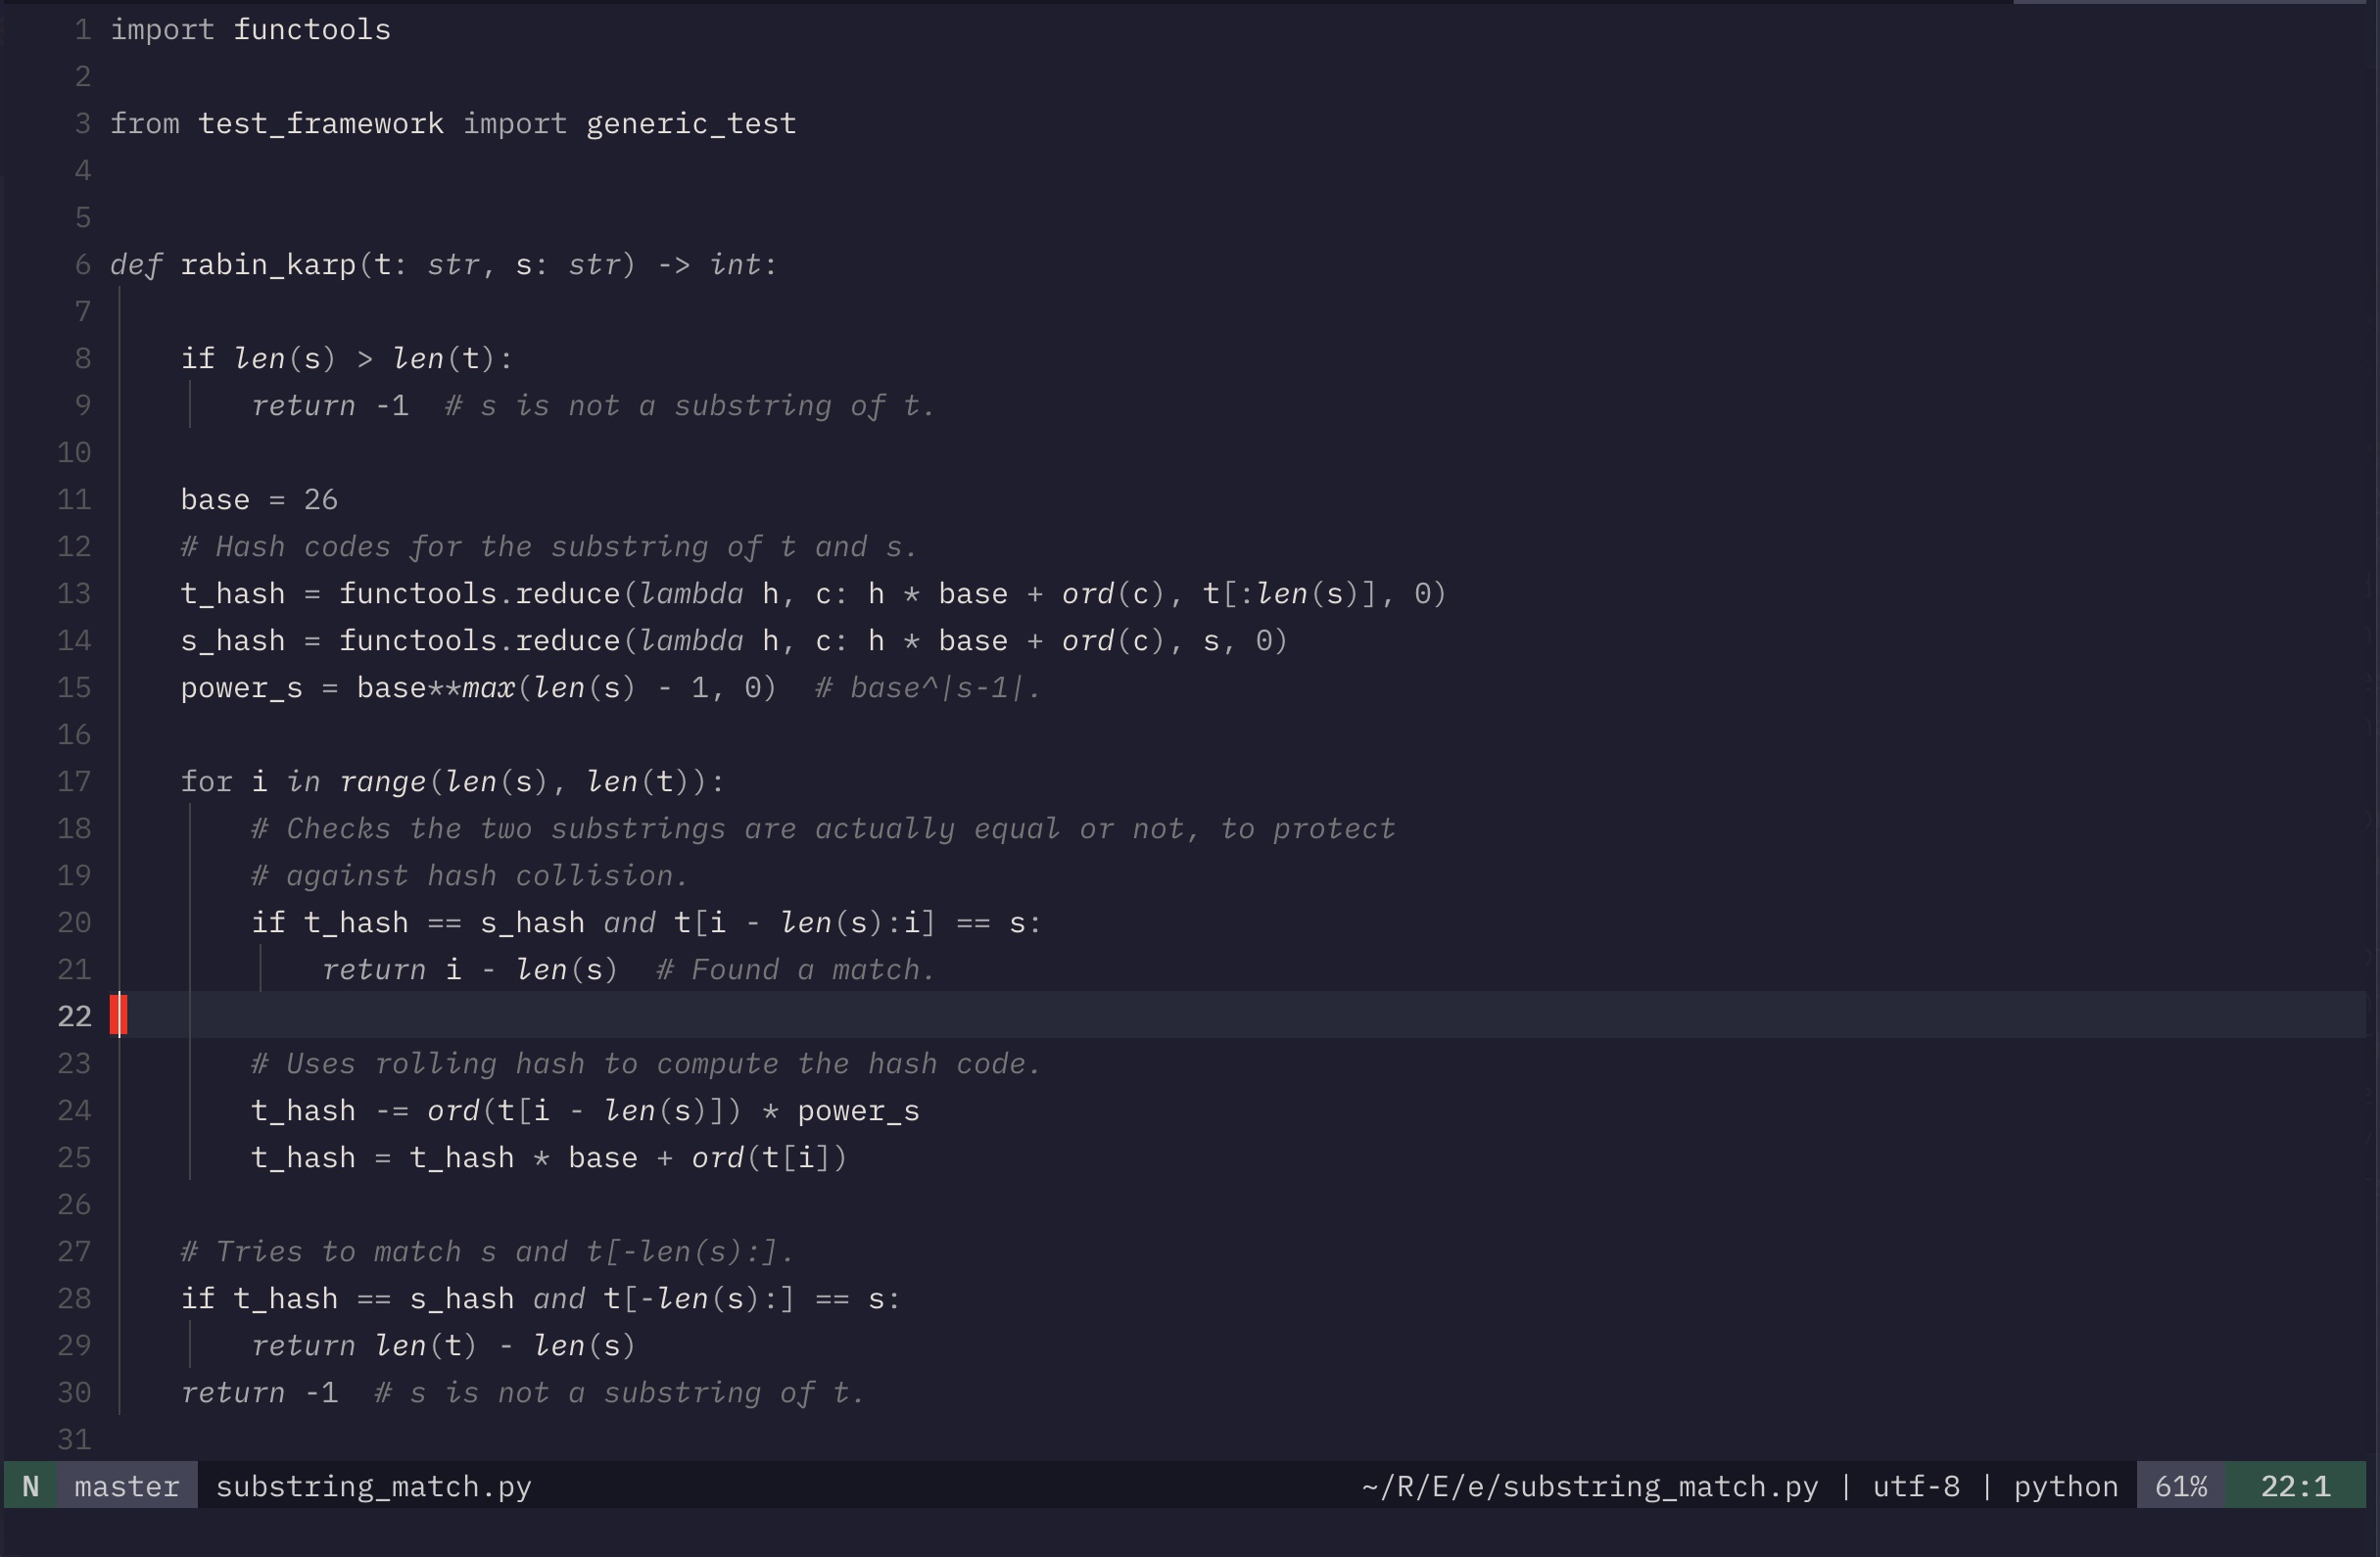 1 import functools
2
3 from test_framework import generic_test
4
5
6 def rabin_karp(t: str, s: str) -> int:
7
8     if len(s) > len(t):
9         return -1  # s is not a substring of t.
10
11     base = 26
12     # Hash codes for the substring of t and s.
13     t_hash = functools.reduce(lambda h, c: h * base + ord(c), t[:len(s)], 0)
14     s_hash = functools.reduce(lambda h, c: h * base + ord(c), s, 0)
15     power_s = base**max(len(s) - 1, 0)  # base^|s-1|.
16
17     for i in range(len(s), len(t)):
18         # Checks the two substrings are actually equal or not, to protect
19         # against hash collision.
20         if t_hash == s_hash and t[i - len(s):i] == s:
21             return i - len(s)  # Found a match.
22
23         # Uses rolling hash to compute the hash code.
24         t_hash -= ord(t[i - len(s)]) * power_s
25         t_hash = t_hash * base + ord(t[i])
26
27     # Tries to match s and t[-len(s):].
28     if t_hash == s_hash and t[-len(s):] == s:
29         return len(t) - len(s)
30     return -1  # s is not a substring of t.
31
N master substring_match.py ~/R/E/e/substring_match.py | utf-8 | python 61% 22:1